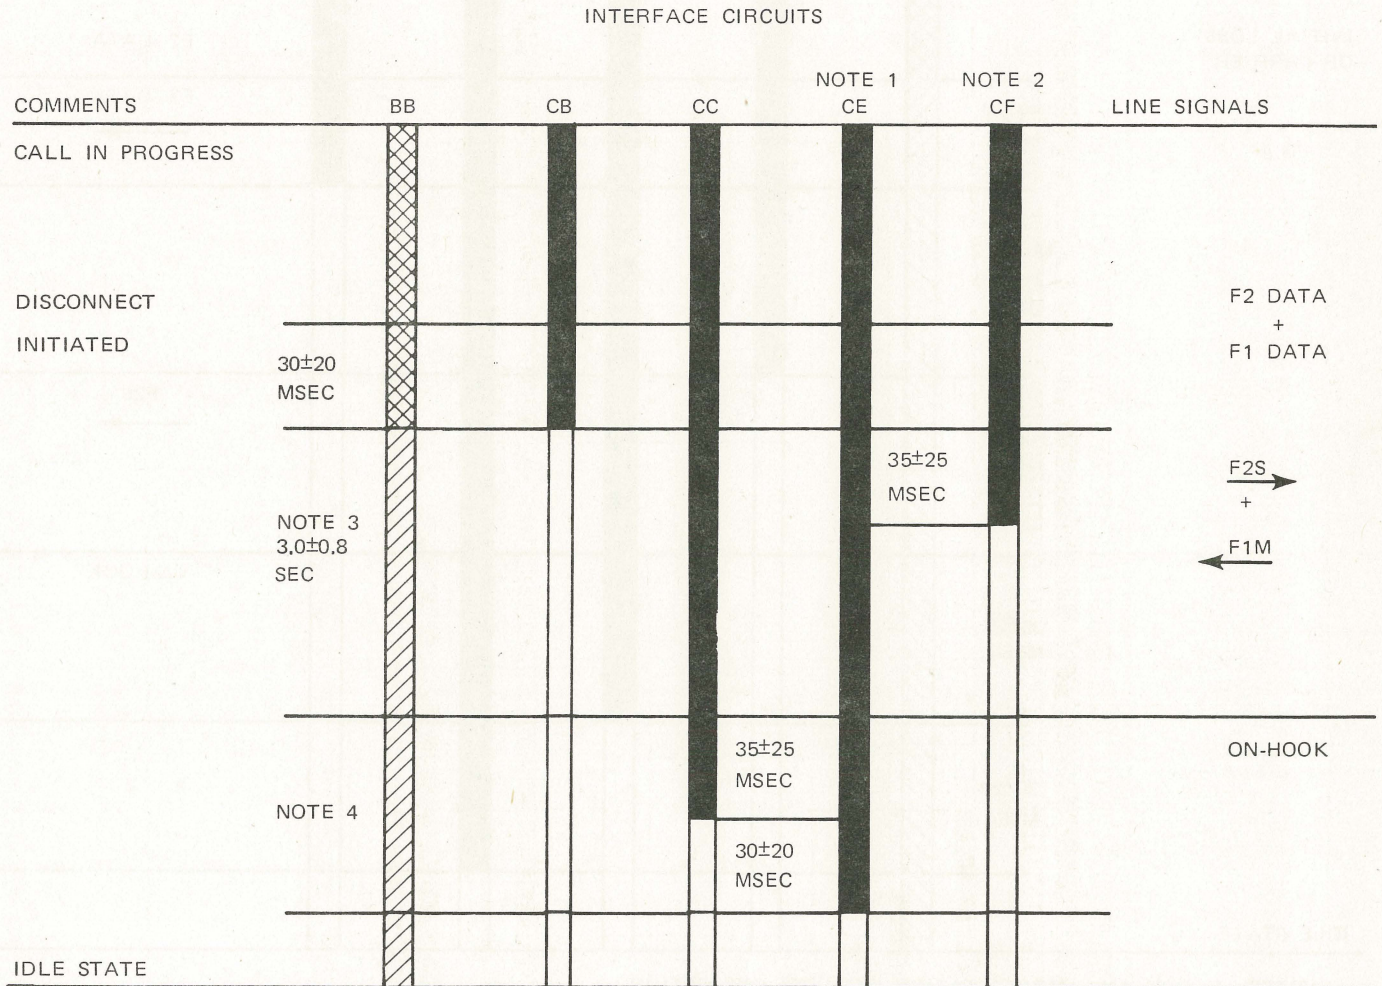 INTERFACE CIRCUITS
NOTE 1 NOTE 2
COMMENTS BB CB CC CE CF LINE SIGNALS
CALL IN PROGRESS
DISCONNECT
INITIATED
F2 DATA
+
F1 DATA
30±20
MSEC
35±25
MSEC
F2S
+
F1M
NOTE 3
3.0±0.8
SEC
35±25
MSEC
ON-HOOK
NOTE 4
30±20
MSEC
IDLE STATE